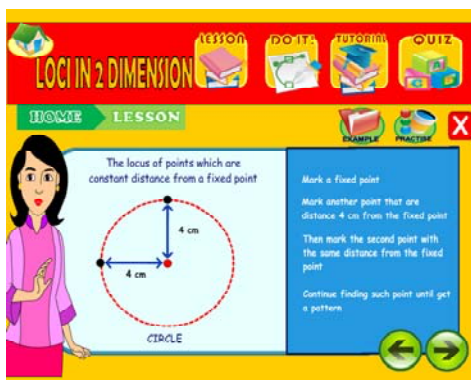 LESSON
DO IT!
TUTORIAL
QUIZ
LOCI IN 2 DIMENSION
HOME
LESSON
EXAMPLE
PRACTISE
X
The locus of points which are
constant distance from a fixed point
4 cm
4 cm
CIRCLE
Mark a fixed point
Mark another point that are
distance 4 cm from the fixed point
Then mark the second point with
the same distance from the fixed
point
Continue finding such point until get
a pattern